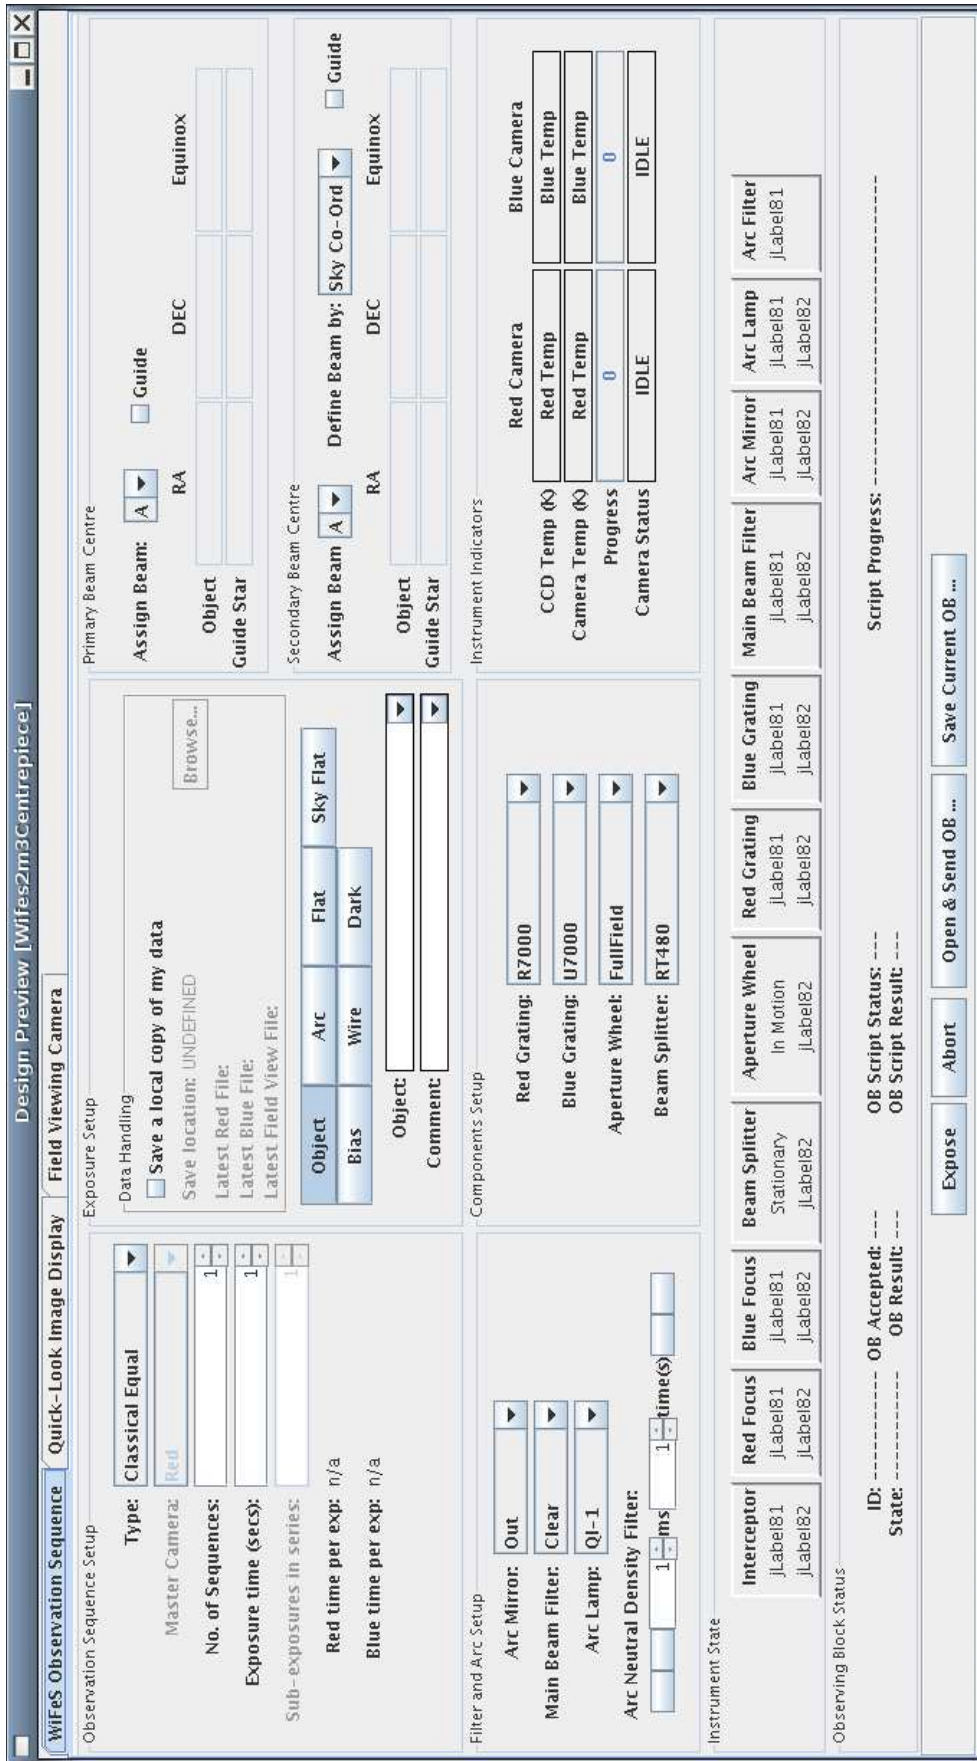 Design Preview [Wifes2m3Centrepiece]
WiFeS Observation Sequence
Quick-Look Image Display
Field Viewing Camera
Observation Sequence Setup
Type: Classical Equal
Master Camera: Red
No. of Sequences: 1
Exposure time (secs): 1
Sub-exposures in series: 1
Red time per exp: n/a
Blue time per exp: n/a
Exposure Setup
Data Handling
Save a local copy of my data
Save location: UNDEFINED
Browse...
Latest Red File:
Latest Blue File:
Latest Field View File:
Object Arc Flat Sky Flat
Bias Wire Dark
Object:
Comment:
Primary Beam Centre
Assign Beam: A Guide
RA DEC Equinox
Object
Guide Star
Secondary Beam Centre
Assign Beam A Define Beam by: Sky Co-Ord Guide
RA DEC Equinox
Object
Guide Star
Filter and Arc Setup
Arc Mirror: Out
Main Beam Filter: Clear
Arc Lamp: QI-1
Arc Neutral Density Filter:
1 ms 1 time(s)
Components Setup
Red Grating: R7000
Blue Grating: U7000
Aperture Wheel: FullField
Beam Splitter: RT480
Instrument Indicators
Red Camera Blue Camera
CCD Temp (K) Red Temp Blue Temp
Camera Temp (K) Red Temp Blue Temp
Progress 0 0
Camera Status IDLE IDLE
Instrument State
Interceptor Red Focus Blue Focus Beam Splitter Aperture Wheel Red Grating Blue Grating Main Beam Filter Arc Mirror Arc Lamp Arc Filter
jLabel81 jLabel81 jLabel81 Stationary In Motion jLabel81 jLabel81 jLabel81 jLabel81 jLabel81 jLabel81
jLabel82 jLabel82 jLabel82 jLabel82 jLabel82 jLabel82 jLabel82 jLabel82 jLabel82 jLabel82
Observing Block Status
ID: ------------ OB Accepted: --- OB Script Status: --- Script Progress: ------------------------------------
State: ------------ OB Result: --- OB Script Result: ---
Expose Abort Open & Send OB ... Save Current OB ...